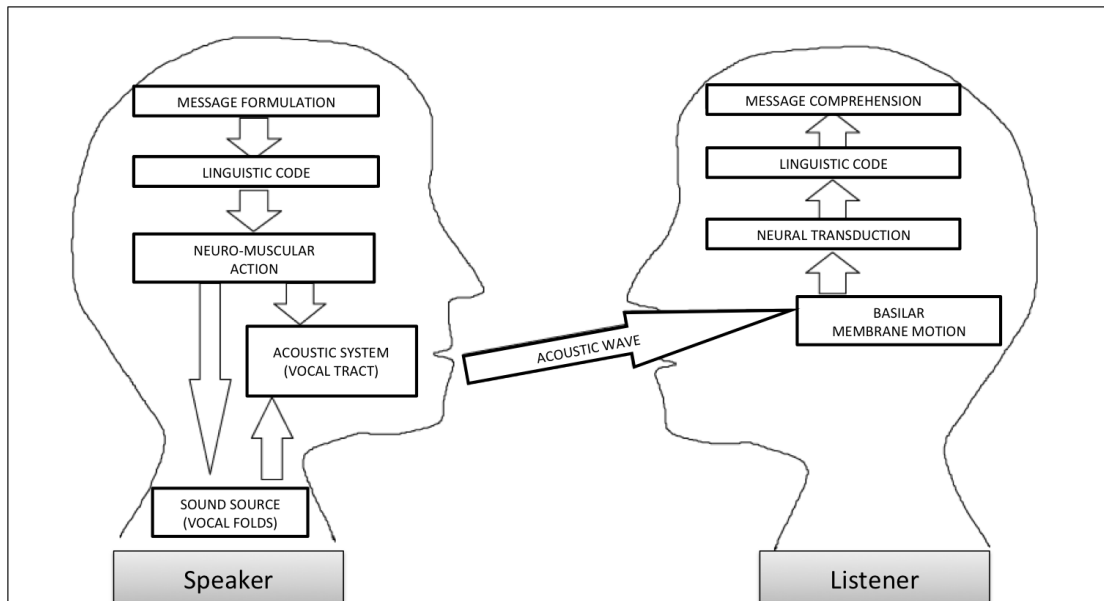 MESSAGE FORMULATION
LINGUISTIC CODE
NEURO-MUSCULAR
ACTION
ACOUSTIC SYSTEM
(VOCAL TRACT)
SOUND SOURCE
(VOCAL FOLDS)
Speaker
ACOUSTIC WAVE
MESSAGE COMPREHENSION
LINGUISTIC CODE
NEURAL TRANSDUCTION
BASILAR
MEMBRANE MOTION
Listener